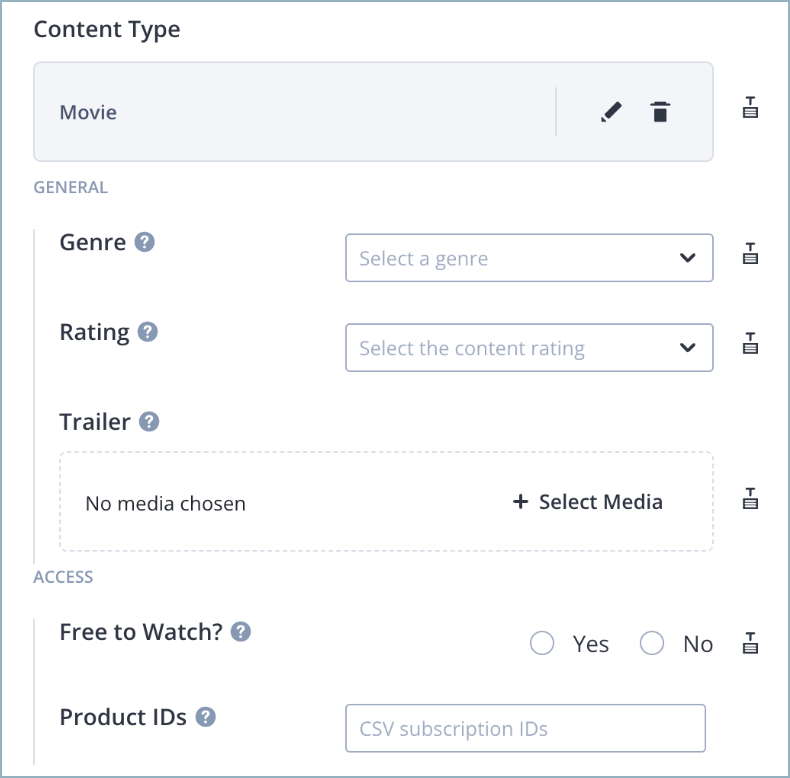 Content Type
Movie
GENERAL
Genre ?
Select a genre
Rating ?
Select the content rating
Trailer ?
No media chosen
+ Select Media
ACCESS
Free to Watch? ?
Yes No
Product IDs ?
CSV subscription IDs